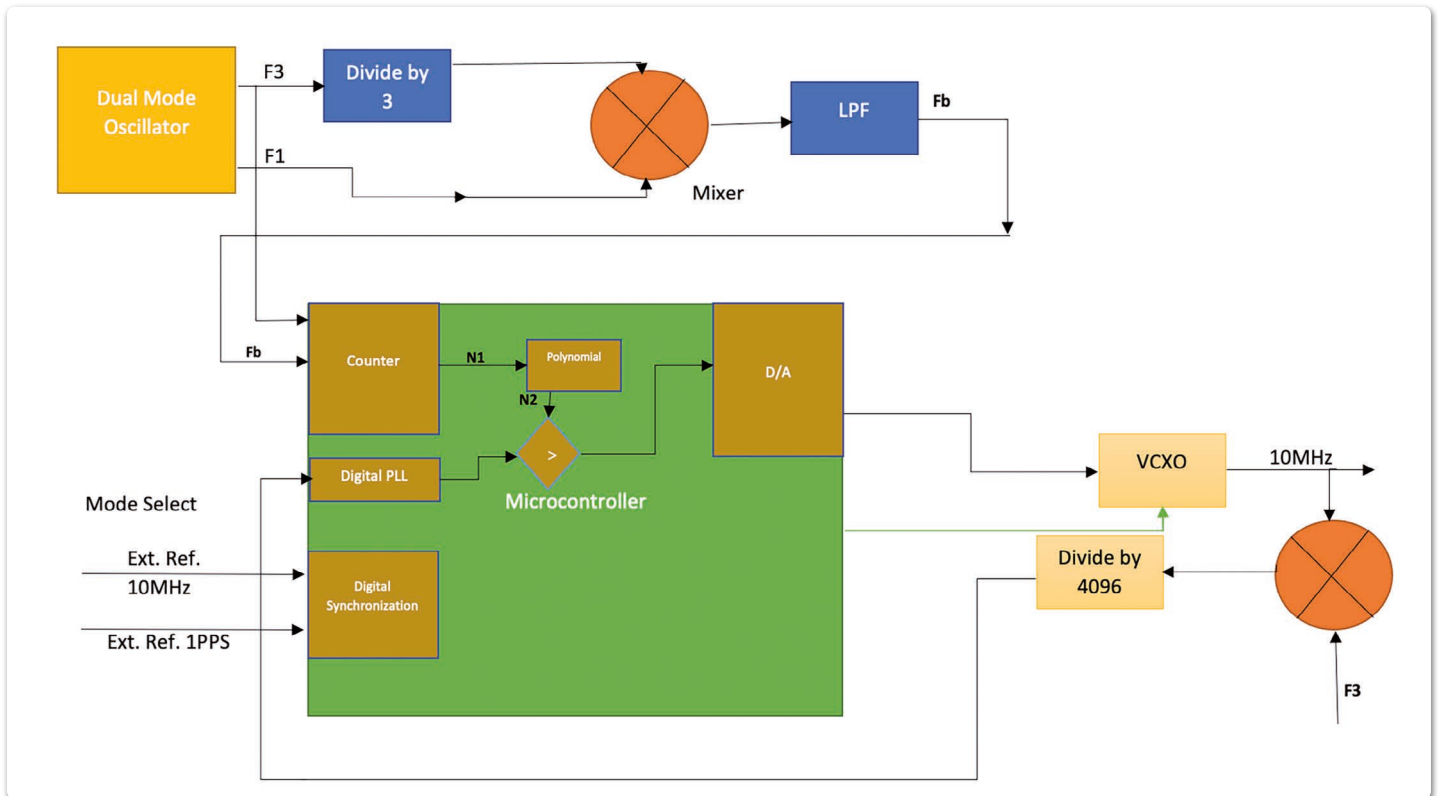 F3
Divide by
3
Dual Mode
Oscillator
LPF
Fb
F1
Mixer
Fb
Counter
N1
Polynomial
N2
D/A
>
Digital PLL
Microcontroller
VCXO
10MHz
Mode Select
Ext. Ref.
10MHz
Digital
Synchronization
Ext. Ref. 1PPS
Divide by
4096
F3